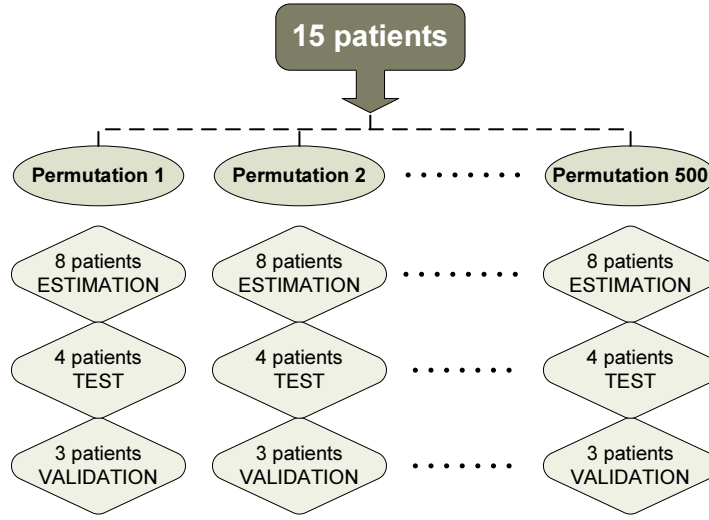 15 patients
Permutation 1
Permutation 2
Permutation 500
8 patients
ESTIMATION
8 patients
ESTIMATION
8 patients
ESTIMATION
4 patients
TEST
4 patients
TEST
4 patients
TEST
3 patients
VALIDATION
3 patients
VALIDATION
3 patients
VALIDATION